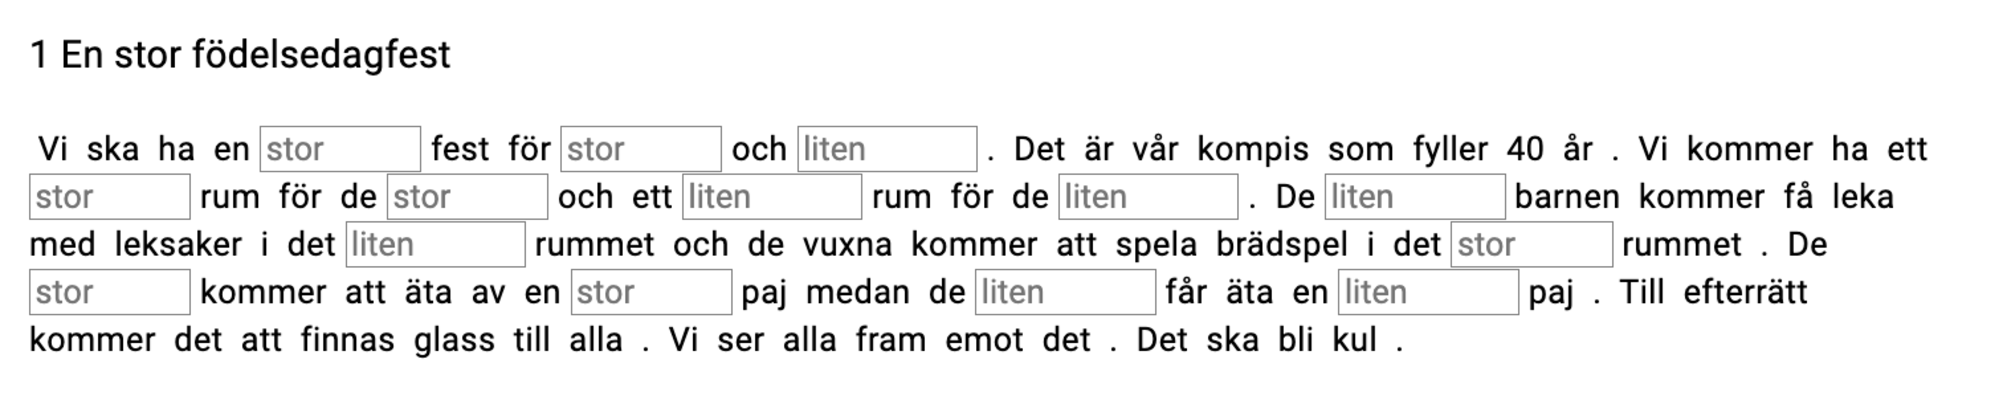 1 En stor födelsedagfest
Vi ska ha en stor fest för stor och liten . Det är vår kompis som fyller 40 år . Vi kommer ha ett
stor rum för de stor och ett liten rum för de liten . De liten barnen kommer få leka
med leksaker i det liten rummet och de vuxna kommer att spela brädspel i det stor rummet . De
stor kommer att äta av en stor paj medan de liten får äta en liten paj . Till efterrätt
kommer det att finnas glass till alla . Vi ser alla fram emot det . Det ska bli kul .